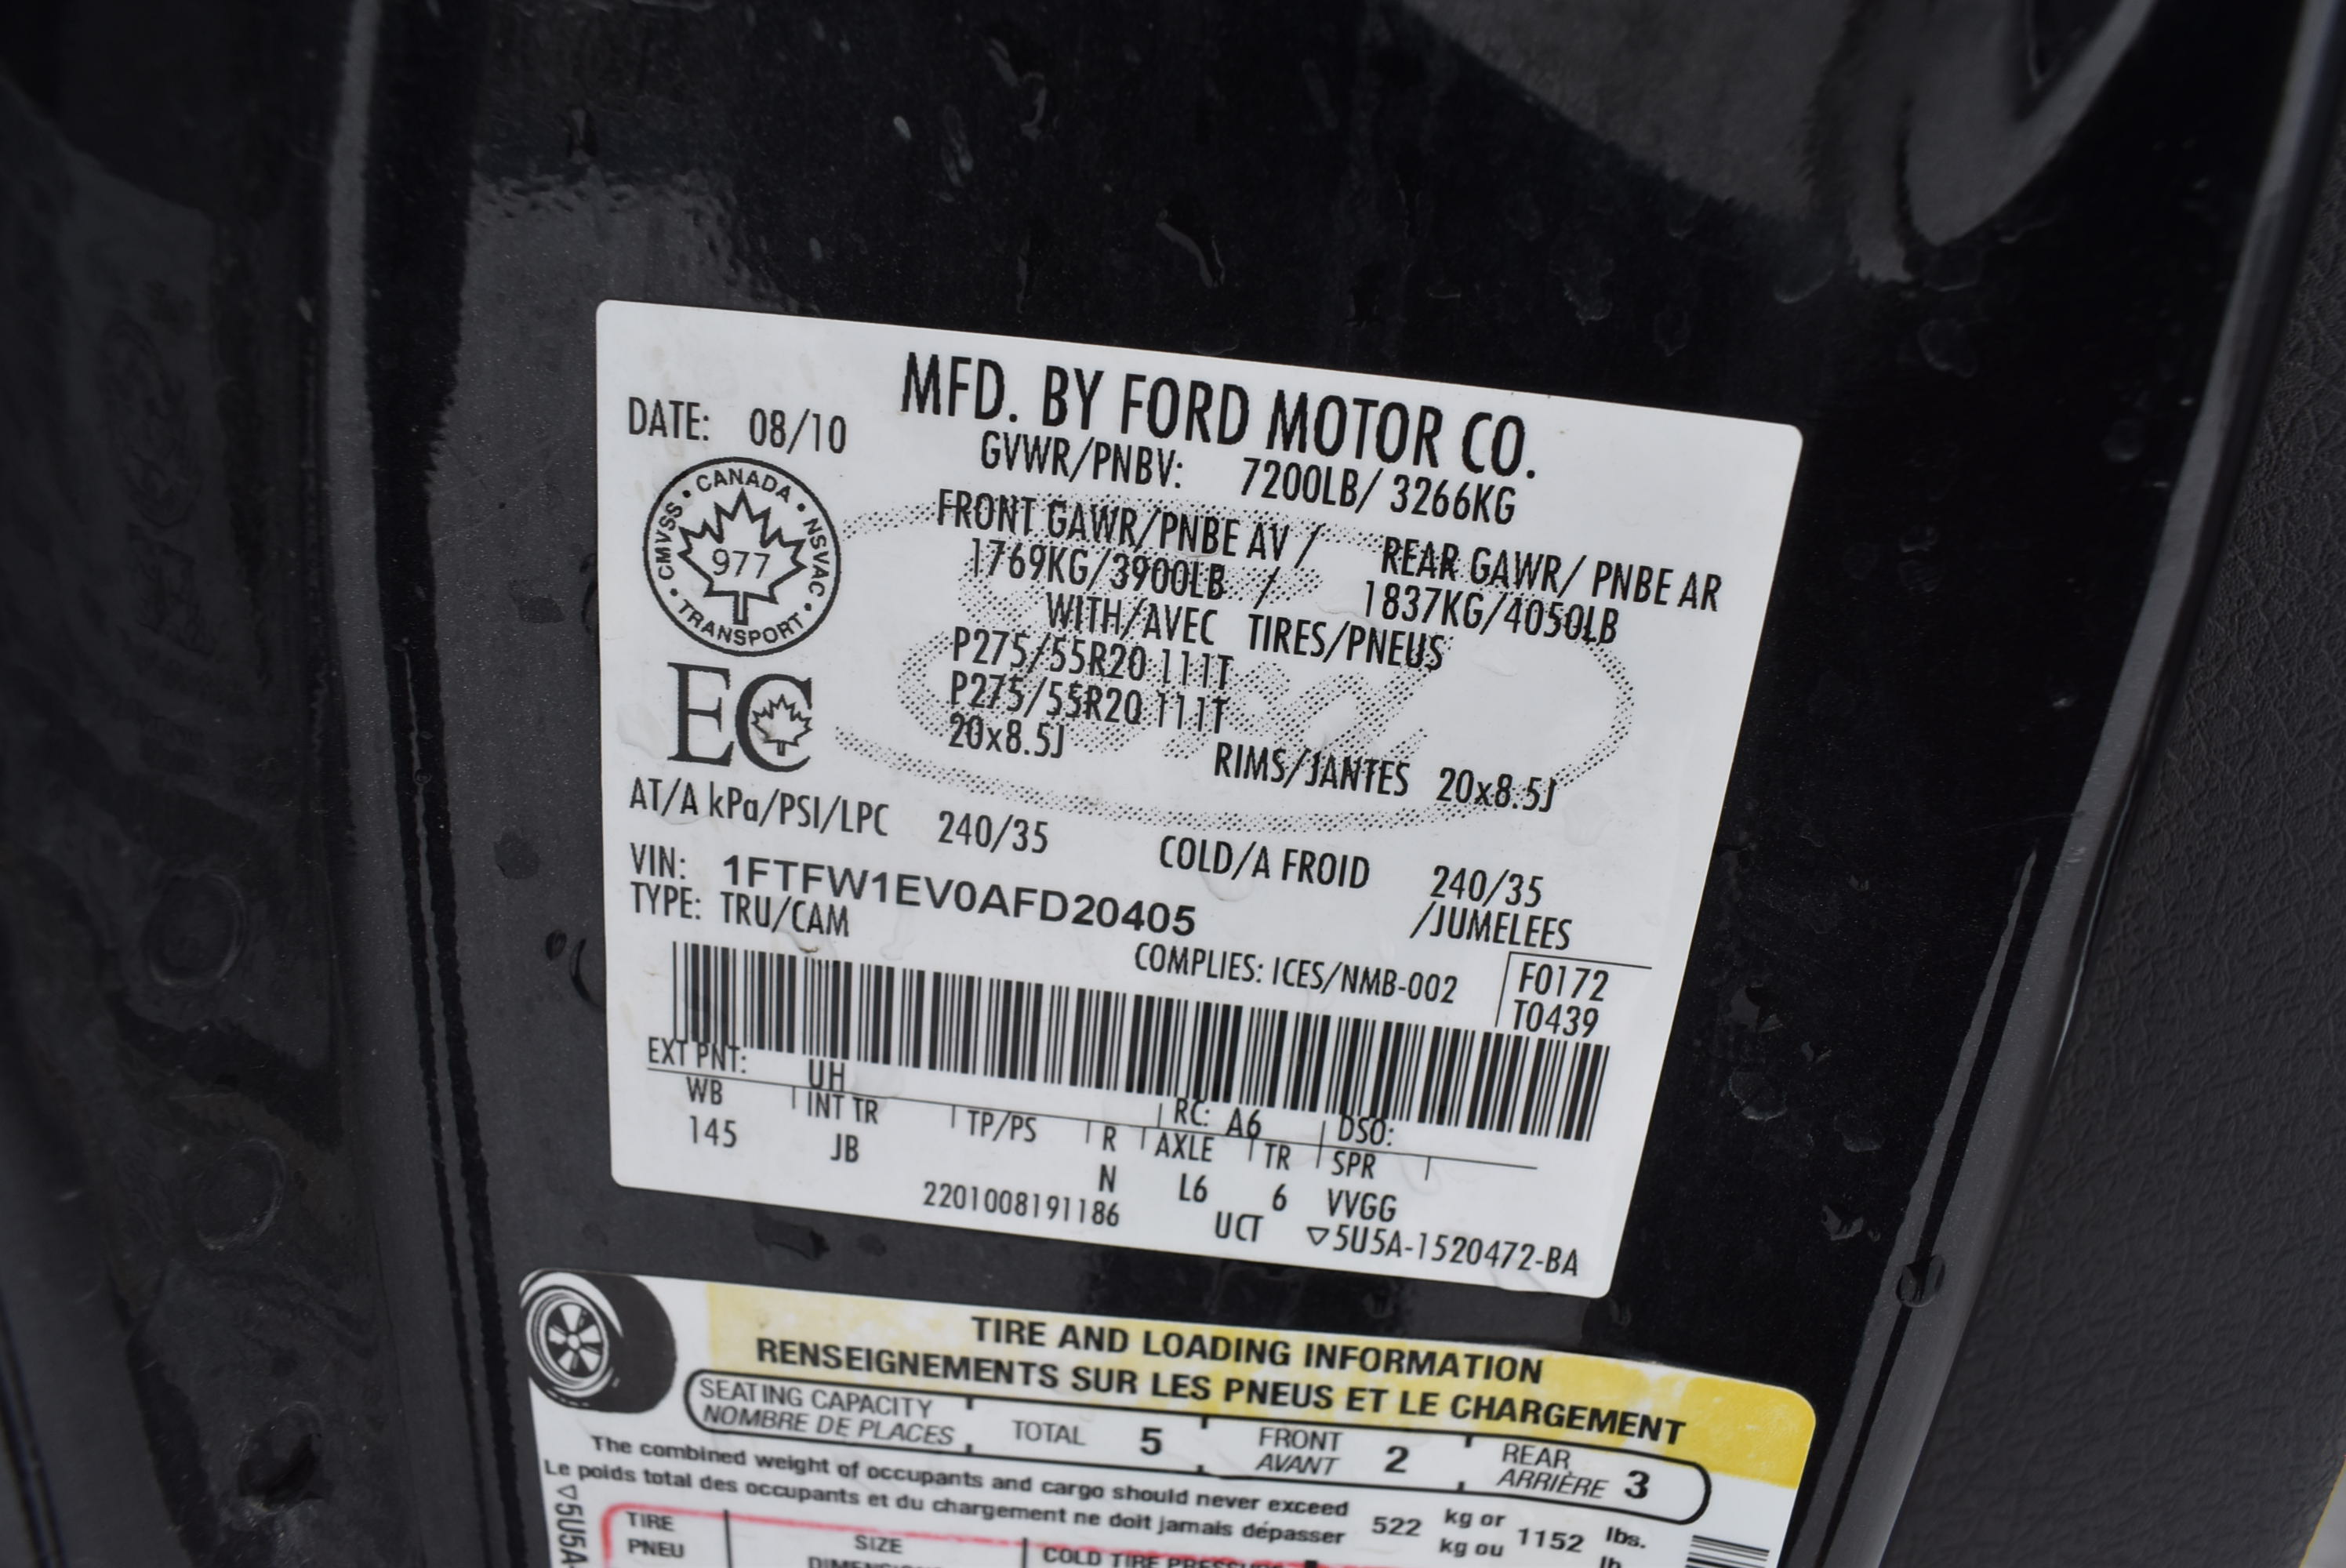 MFD. BY FORD MOTOR CO.
DATE: 08/10
GVWR/PNBV: 7200LB/ 3266KG
CANADA • NSVAC • TRANSPORT • CMVSS •
977
FRONT GAWR/PNBE AV / REAR GAWR/ PNBE AR
1769KG/3900LB / 1837KG/4050LB
WITH/AVEC TIRES/PNEUS
P275/55R20 111T
P275/55R20 111T
20x8.5J RIMS/JANTES 20x8.5J
EC
Ford
AT/A kPa/PSI/LPC 240/35 COLD/A FROID 240/35
VIN: 1FTFW1EV0AFD20405 /JUMELEES
TYPE: TRU/CAM
COMPLIES: ICES/NMB-002 F0172
T0439
EXT PNT: UH RC: A6 DSO:
WB INT TR TP/PS R AXLE TR SPR
145 JB N L6 6 VVGG
2201008191186 UCT ▽5U5A-1520472-BA
TIRE AND LOADING INFORMATION
RENSEIGNEMENTS SUR LES PNEUS ET LE CHARGEMENT
SEATING CAPACITY TOTAL 5 FRONT 2 REAR 3
NOMBRE DE PLACES AVANT ARRIÈRE
The combined weight of occupants and cargo should never exceed 522 kg or 1152 lbs.
Le poids total des occupants et du chargement ne doit jamais dépasser kg ou lb
▽5U5A-
TIRE SIZE COLD TIRE
PNEU